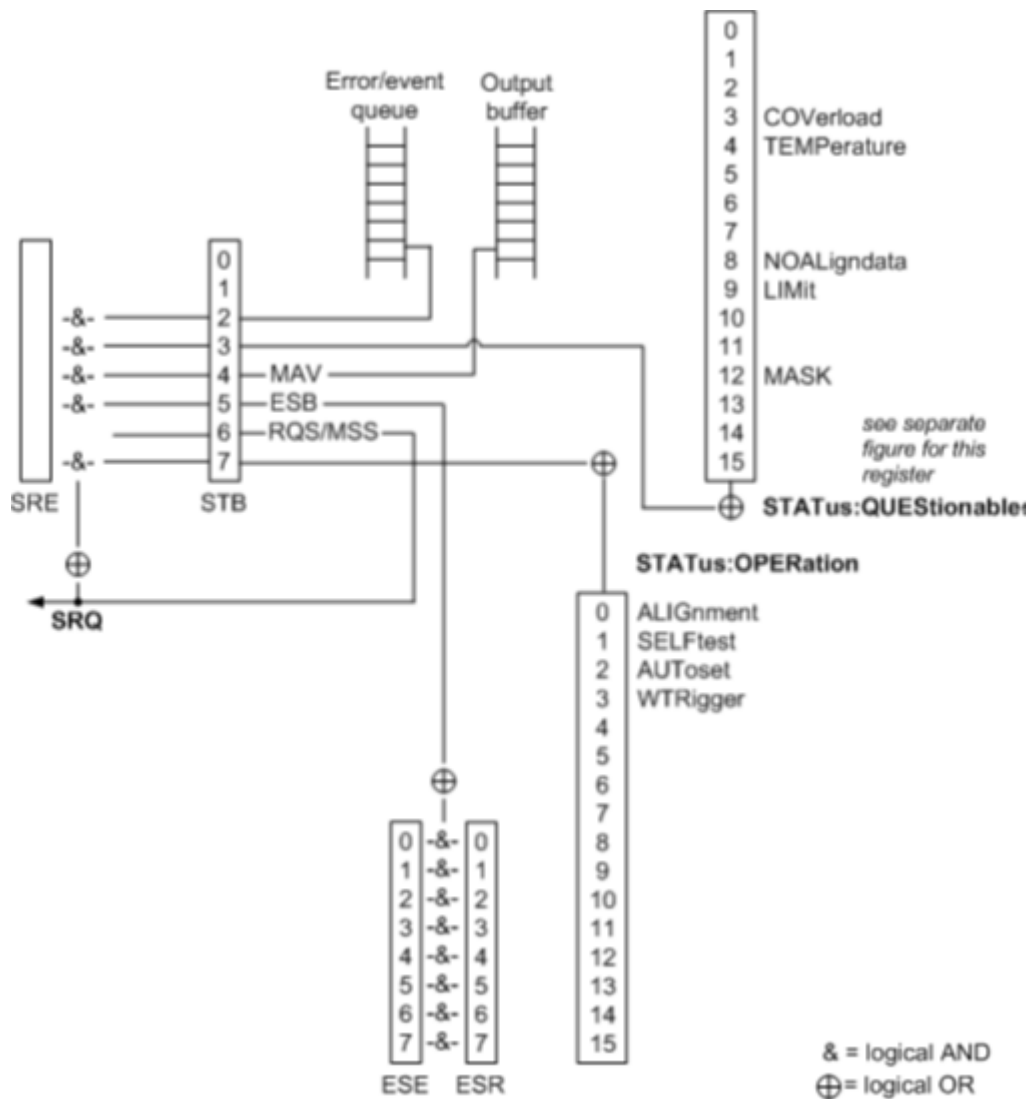 Error/event
queue
Output
buffer
0
1
2
3 COVerload
4 TEMPerature
5
6
7
8 NOALigndata
9 LIMit
10
11
12 MASK
13
14
15
see separate
figure for this
register
STATus:QUEStionables
0
1
-&- 2
-&- 3
-&- 4 MAV
-&- 5 ESB
6 RQS/MSS
-&- 7
SRE STB
SRQ
STATus:OPERation
0 ALIGnment
1 SELFtest
2 AUToset
3 WTRigger
4
5
6
7
8
9
10
11
12
13
14
15
0 -&- 0
1 -&- 1
2 -&- 2
3 -&- 3
4 -&- 4
5 -&- 5
6 -&- 6
7 -&- 7
ESE ESR
& = logical AND
⊕ = logical OR